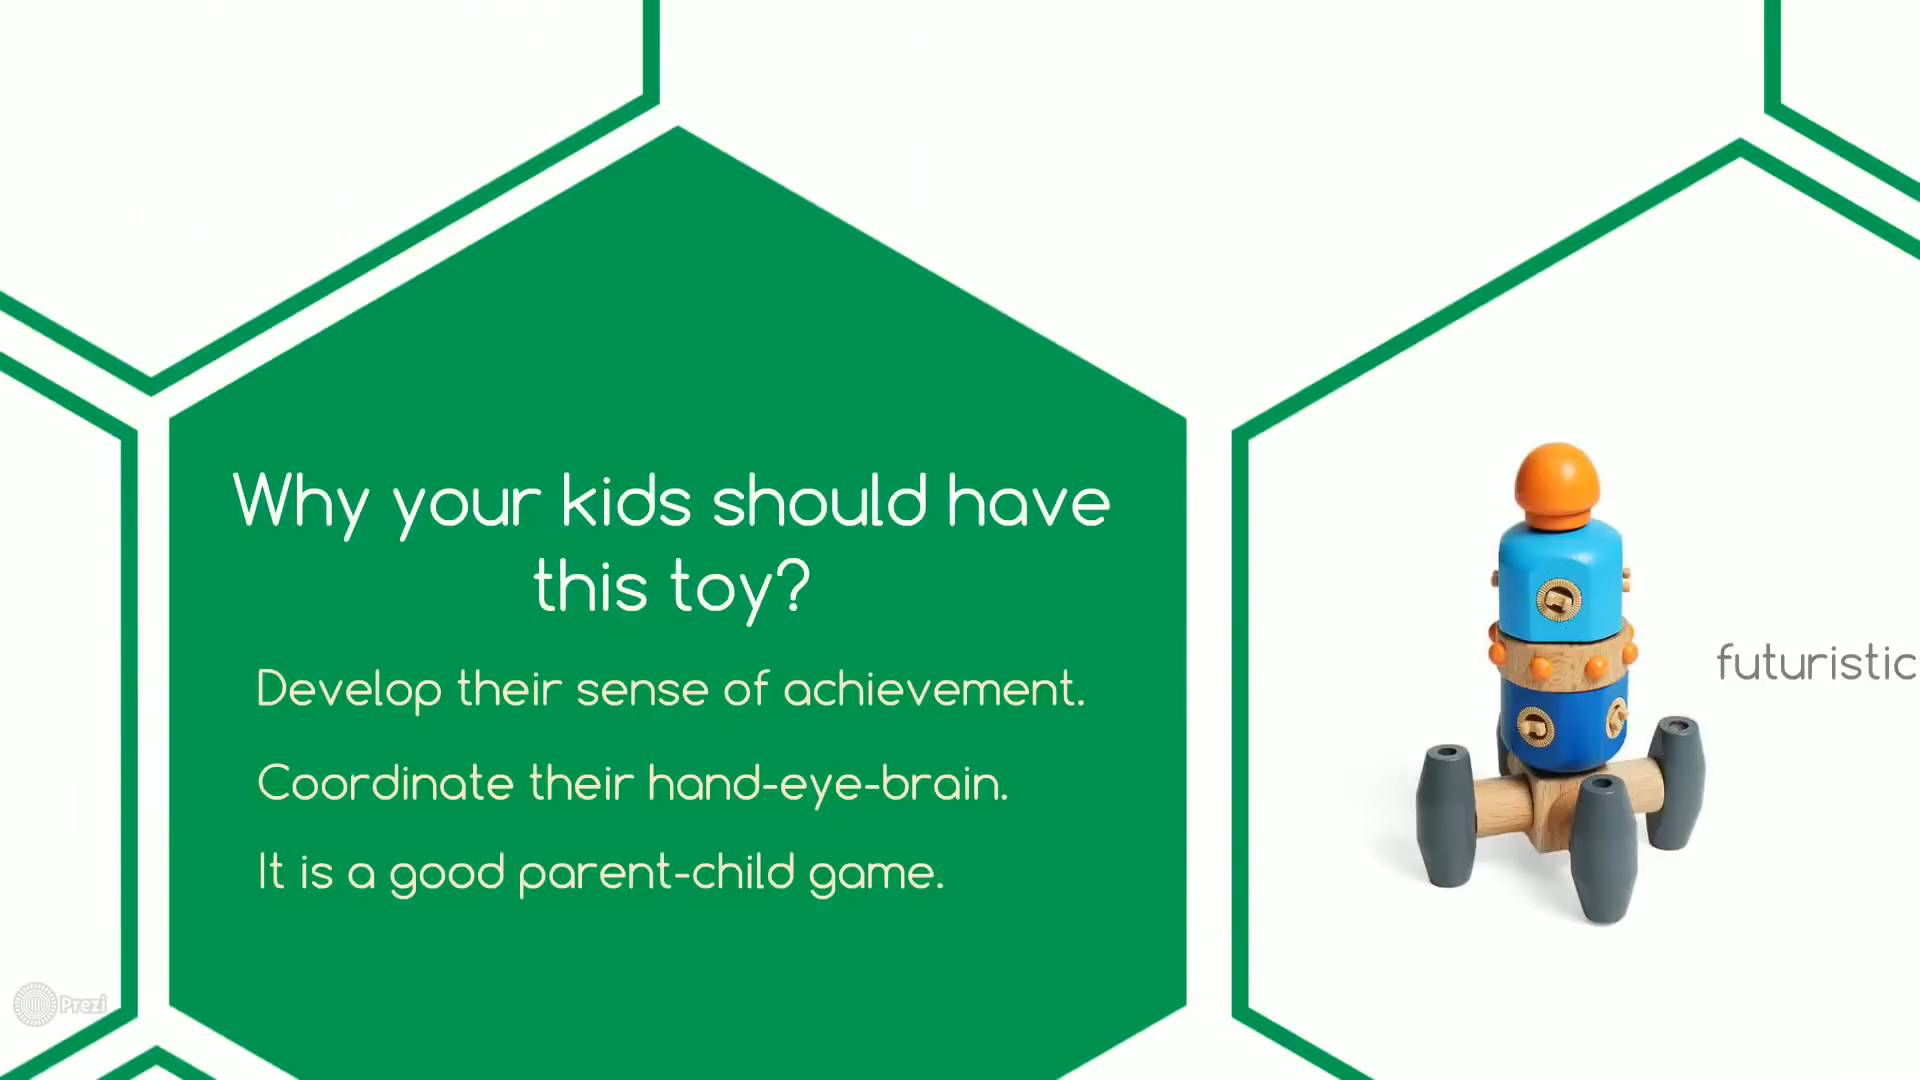 Why your kids should have
this toy?
Develop their sense of achievement.
Coordinate their hand-eye-brain.
It is a good parent-child game.
futuristic
Prezi